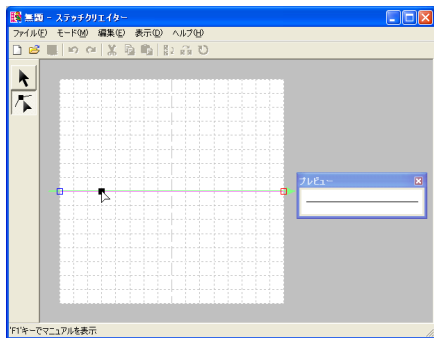 無題 - ステッチクリエイター
ファイル(F) モード(M) 編集(E) 表示(D) ヘルプ(H)
プレビュー
'F1'キーでマニュアルを表示